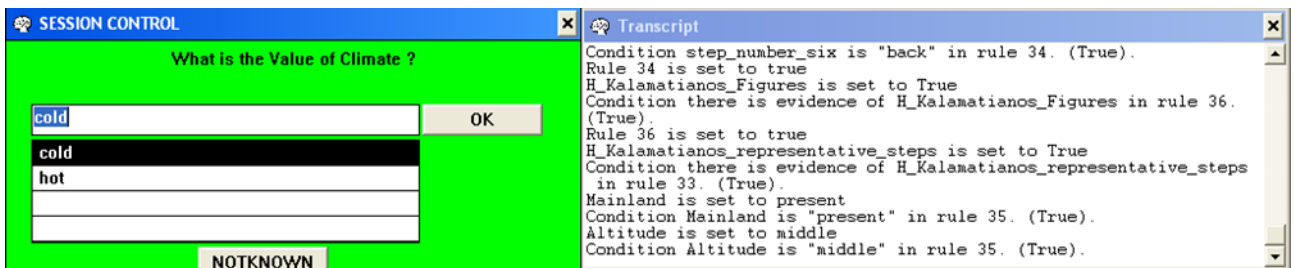 SESSION CONTROL
What is the Value of Climate ?
cold
OK
cold
hot
NOTKNOWN
Transcript
Condition step_number_six is "back" in rule 34. (True).
Rule 34 is set to true
H_Kalamatianos_Figures is set to True
Condition there is evidence of H_Kalamatianos_Figures in rule 36.
(True).
Rule 36 is set to true
H_Kalamatianos_representative_steps is set to True
Condition there is evidence of H_Kalamatianos_representative_steps
in rule 33. (True).
Mainland is set to present
Condition Mainland is "present" in rule 35. (True).
Altitude is set to middle
Condition Altitude is "middle" in rule 35. (True).